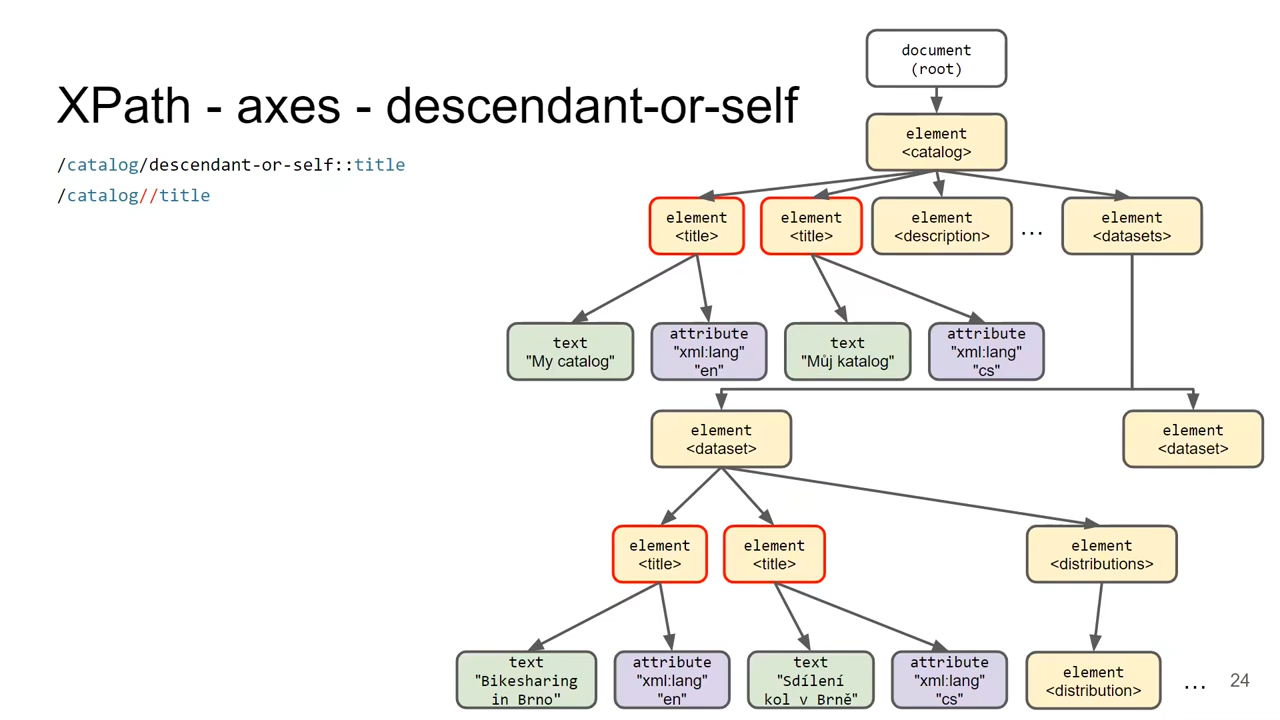 document
(root)
XPath - axes - descendant-or-self
element
<catalog>
/catalog/descendant-or-self::title
/catalog//title
element
<title>
element
<title>
element
<description>
...
element
<datasets>
text
"My catalog"
attribute
"xml:lang"
"en"
text
"Můj katalog"
attribute
"xml:lang"
"cs"
element
<dataset>
element
<dataset>
element
<title>
element
<title>
element
<distributions>
text
"Bikesharing
in Brno"
attribute
"xml:lang"
"en"
text
"Sdílení
kol v Brně"
attribute
"xml:lang"
"cs"
element
<distribution>
...
24